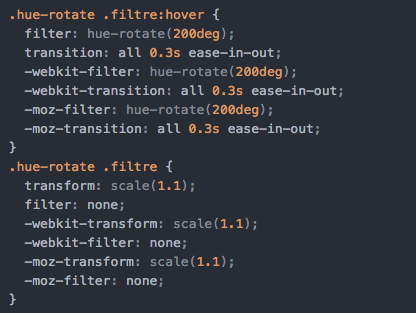 .hue-rotate .filtre:hover {
  filter: hue-rotate(200deg);
  transition: all 0.3s ease-in-out;
  -webkit-filter: hue-rotate(200deg);
  -webkit-transition: all 0.3s ease-in-out;
  -moz-filter: hue-rotate(200deg);
  -moz-transition: all 0.3s ease-in-out;
}
.hue-rotate .filtre {
  transform: scale(1.1);
  filter: none;
  -webkit-transform: scale(1.1);
  -webkit-filter: none;
  -moz-transform: scale(1.1);
  -moz-filter: none;
}